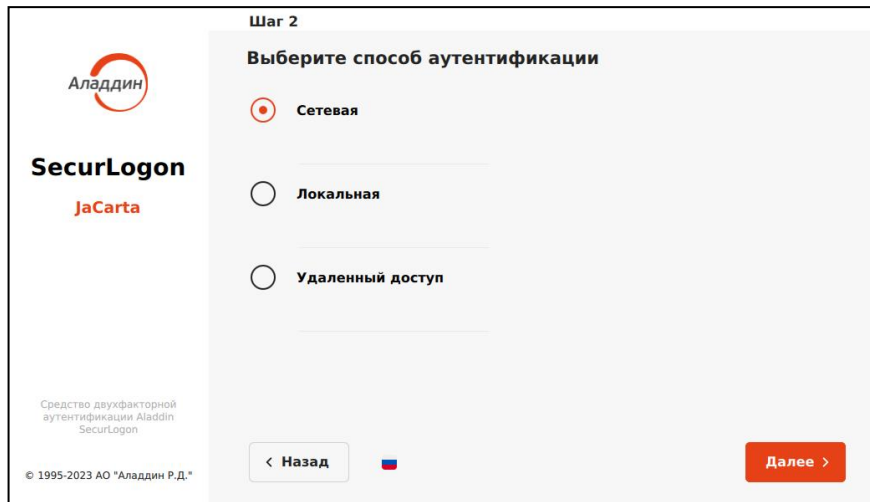 Шаг 2
Аладдин
SecurLogon
JaCarta
Средство двухфакторной
аутентификации Aladdin
SecurLogon
© 1995-2023 АО "Аладдин Р.Д."
Выберите способ аутентификации
Сетевая
Локальная
Удаленный доступ
< Назад
Далее >